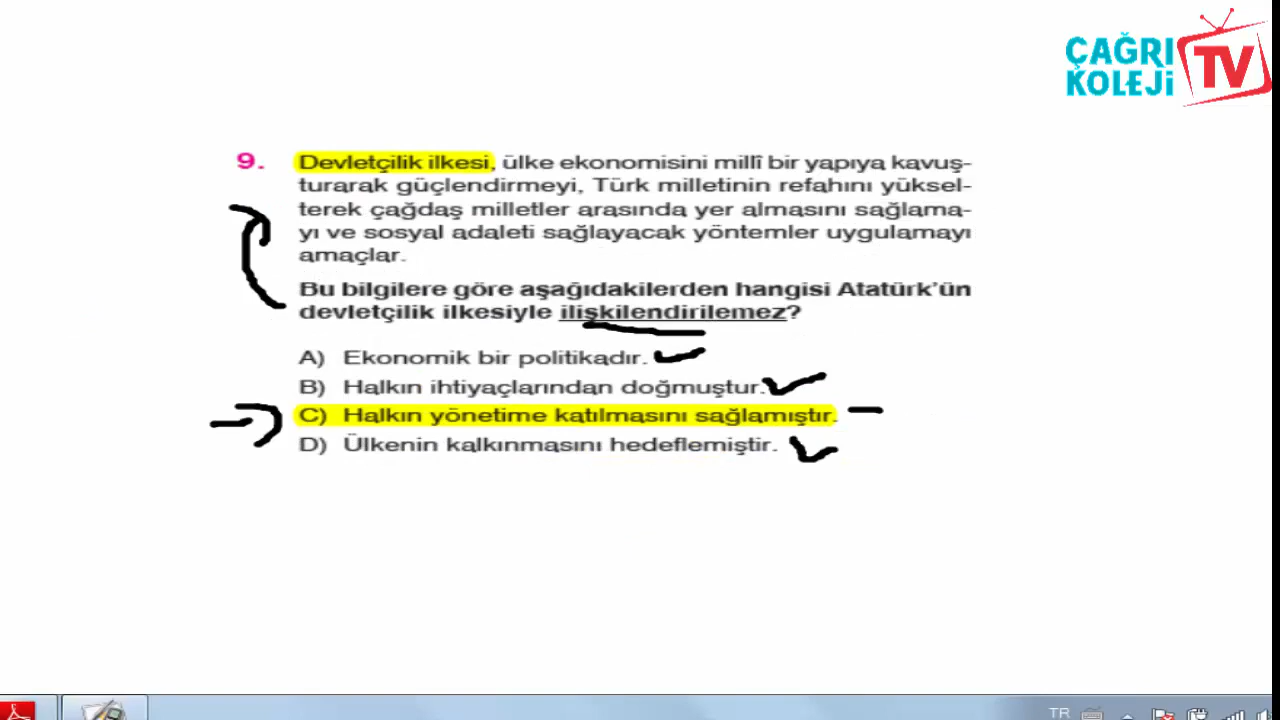 ÇAĞRI
KOLEJi
TV
9. Devletçilik ilkesi, ülke ekonomisini millî bir yapıya kavuş-
turarak güçlendirmeyi, Türk milletinin refahını yüksel-
terek çağdaş milletler arasında yer almasını sağlama-
yı ve sosyal adaleti sağlayacak yöntemler uygulamayı
amaçlar.
Bu bilgilere göre aşağıdakilerden hangisi Atatürk’ün
devletçilik ilkesiyle ilişkilendirilemez?
A) Ekonomik bir politikadır.
B) Halkın ihtiyaçlarından doğmuştur.
C) Halkın yönetime katılmasını sağlamıştır.
D) Ülkenin kalkınmasını hedeflemiştir.
TR